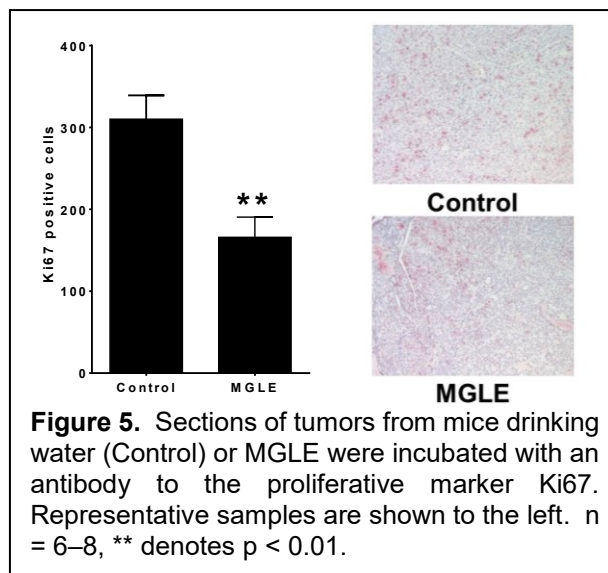 400
300
200
100
0
Ki67 positive cells
**
Control
MGLE
Control
MGLE
Figure 5. Sections of tumors from mice drinking
water (Control) or MGLE were incubated with an
antibody to the proliferative marker Ki67.
Representative samples are shown to the left. n
= 6–8, ** denotes p < 0.01.